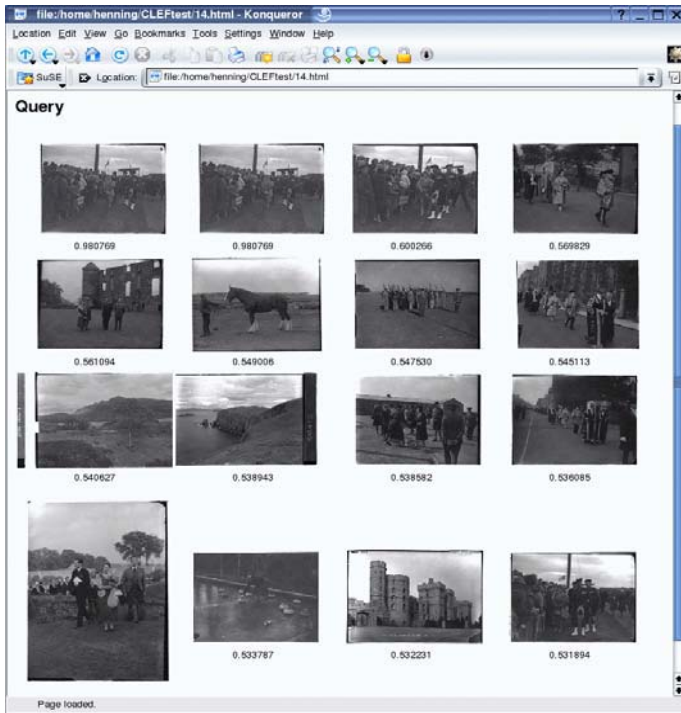 file:/home/henning/CLEFtest/14.html - Konqueror
Location Edit View Go Bookmarks Tools Settings Window Help
SuSE Location: file:/home/henning/CLEFtest/14.html
Query
0.980769 0.980769 0.600266 0.569829
0.561094 0.549006 0.547530 0.545113
0.540627 0.538943 0.538582 0.536085
0.533787 0.532231 0.531894
Page loaded.